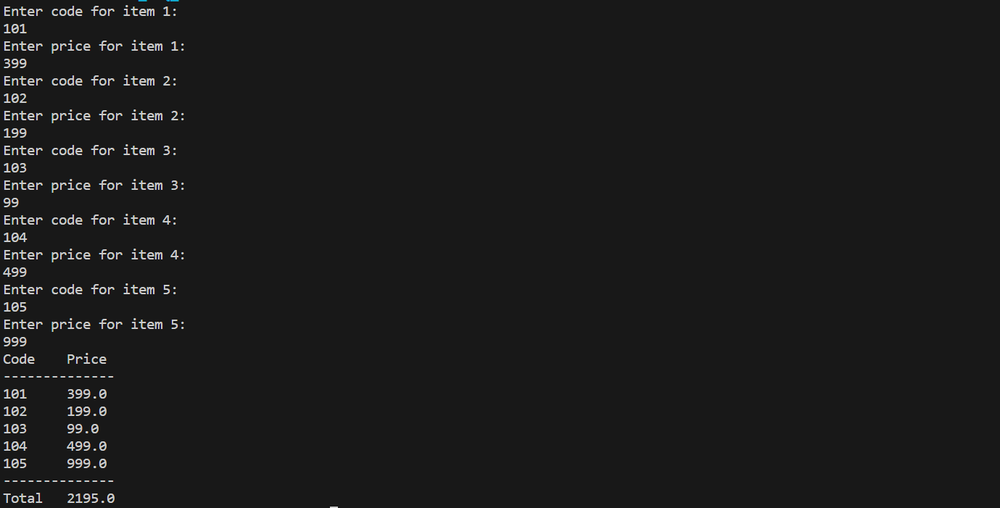 Enter code for item 1:
101
Enter price for item 1:
399
Enter code for item 2:
102
Enter price for item 2:
199
Enter code for item 3:
103
Enter price for item 3:
99
Enter code for item 4:
104
Enter price for item 4:
499
Enter code for item 5:
105
Enter price for item 5:
999
Code    Price
--------------
101     399.0
102     199.0
103     99.0
104     499.0
105     999.0
--------------
Total   2195.0